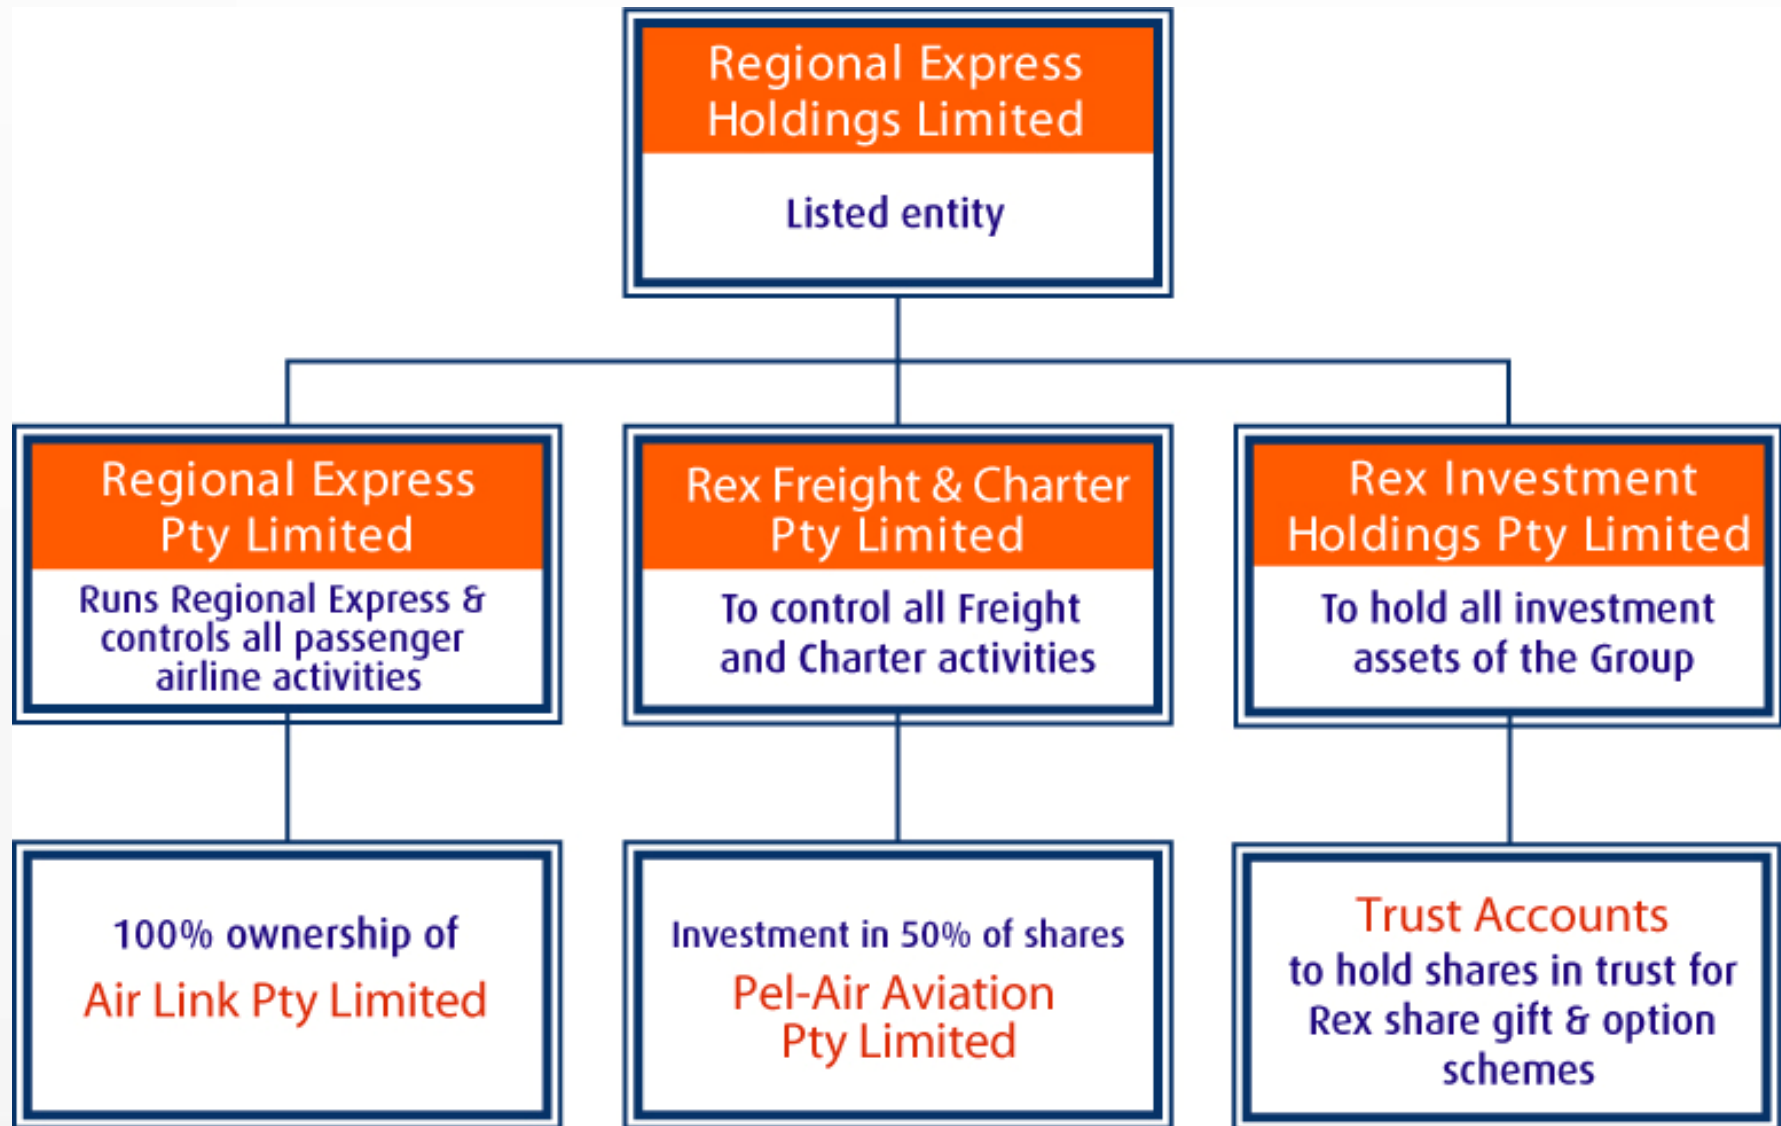 Regional Express
Holdings Limited
Listed entity
Regional Express
Pty Limited
Runs Regional Express &
controls all passenger
airline activities
Rex Freight & Charter
Pty Limited
To control all Freight
and Charter activities
Rex Investment
Holdings Pty Limited
To hold all investment
assets of the Group
100% ownership of
Air Link Pty Limited
Investment in 50% of shares
Pel-Air Aviation
Pty Limited
Trust Accounts
to hold shares in trust for
Rex share gift & option
schemes